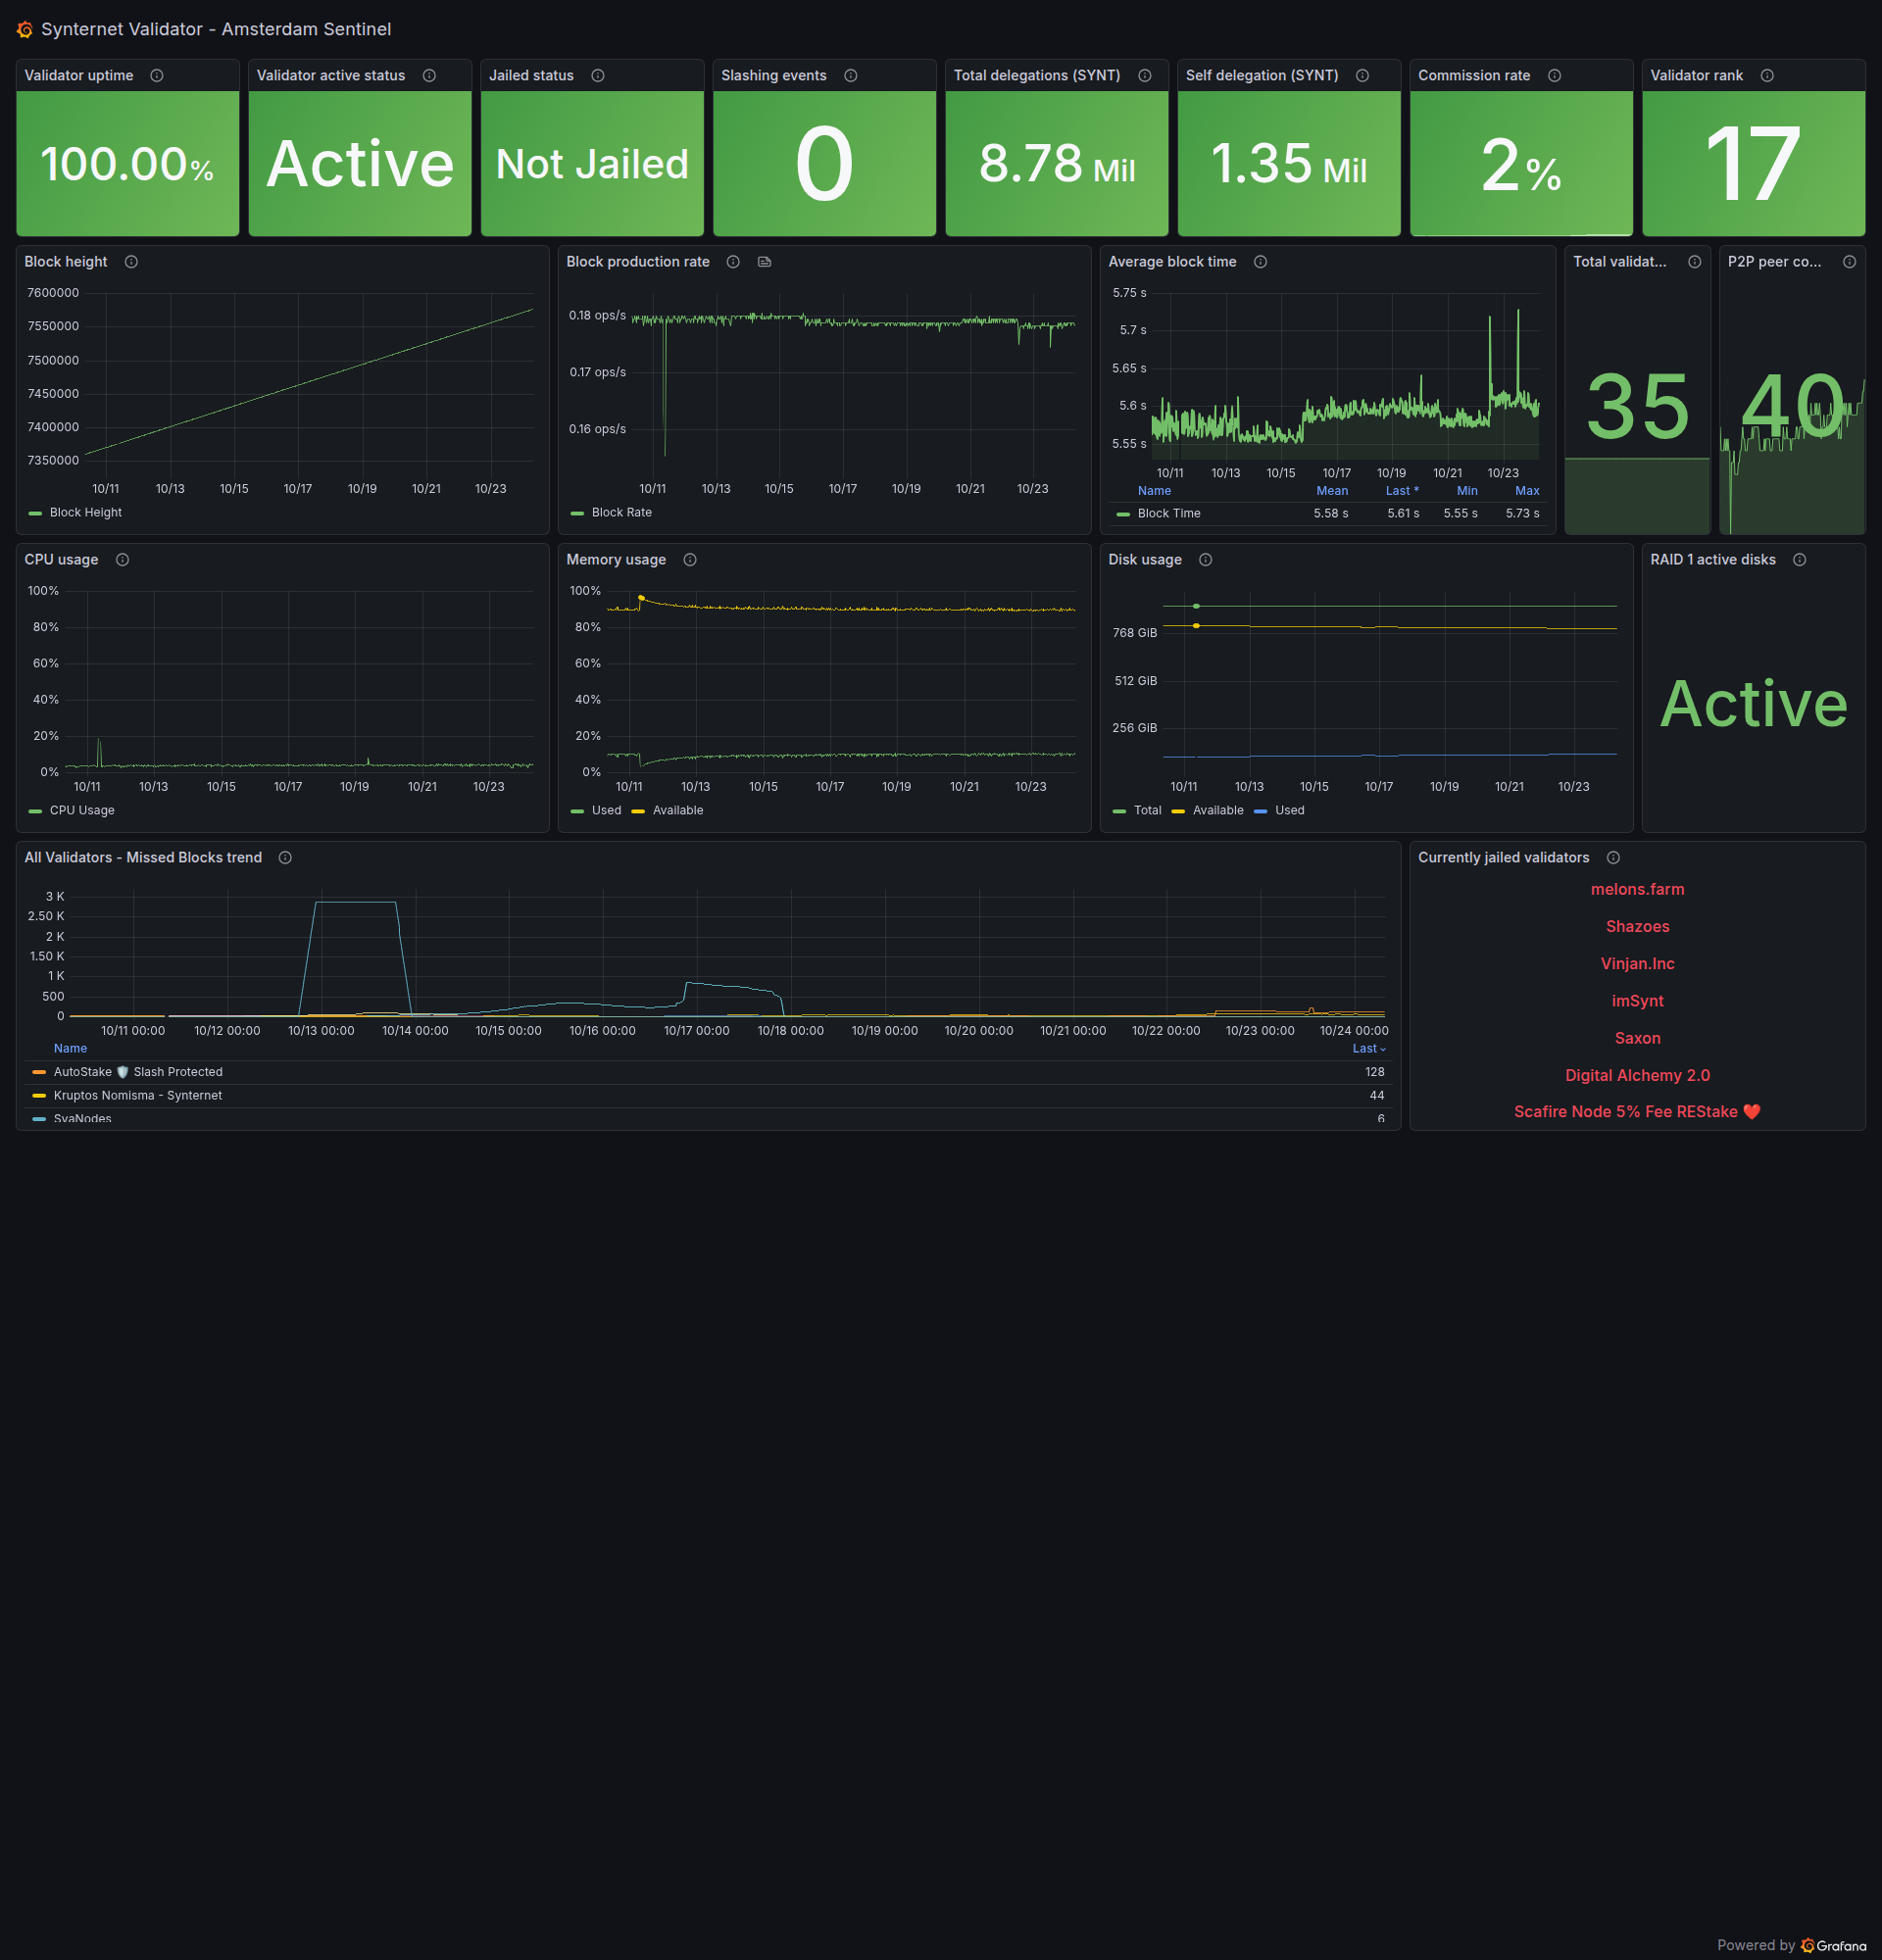 Synternet Validator - Amsterdam Sentinel
Validator uptime
100.00%
Validator active status
Active
Jailed status
Not Jailed
Slashing events
0
Total delegations (SYNT)
8.78 Mil
Self delegation (SYNT)
1.35 Mil
Commission rate
2%
Validator rank
17
Block height
7600000
7550000
7500000
7450000
7400000
7350000
10/11 10/13 10/15 10/17 10/19 10/21 10/23
Block Height
Block production rate
0.18 ops/s
0.17 ops/s
0.16 ops/s
10/11 10/13 10/15 10/17 10/19 10/21 10/23
Block Rate
Average block time
5.75 s
5.7 s
5.65 s
5.6 s
5.55 s
10/11 10/13 10/15 10/17 10/19 10/21 10/23
Name Mean Last * Min Max
Block TIme 5.58 s 5.61 s 5.55 s 5.73 s
Total validat...
35
P2P peer co...
40
CPU usage
100%
80%
60%
40%
20%
0%
10/11 10/13 10/15 10/17 10/19 10/21 10/23
CPU Usage
Memory usage
100%
80%
60%
40%
20%
0%
10/11 10/13 10/15 10/17 10/19 10/21 10/23
Used Available
Disk usage
768 GiB
512 GiB
256 GiB
10/11 10/13 10/15 10/17 10/19 10/21 10/23
Total Available Used
RAID 1 active disks
Active
All Validators - Missed Blocks trend
3 K
2.50 K
2 K
1.50 K
1 K
500
0
10/11 00:00 10/12 00:00 10/13 00:00 10/14 00:00 10/15 00:00 10/16 00:00 10/17 00:00 10/18 00:00 10/19 00:00 10/20 00:00 10/21 00:00 10/22 00:00 10/23 00:00 10/24 00:00
Name Last
AutoStake 🛡️ Slash Protected 128
Kruptos Nomisma - Synternet 44
SvaNodes 6
Currently jailed validators
melons.farm
Shazoes
Vinjan.Inc
imSynt
Saxon
Digital Alchemy 2.0
Scafire Node 5% Fee REStake ❤️
Powered by Grafana